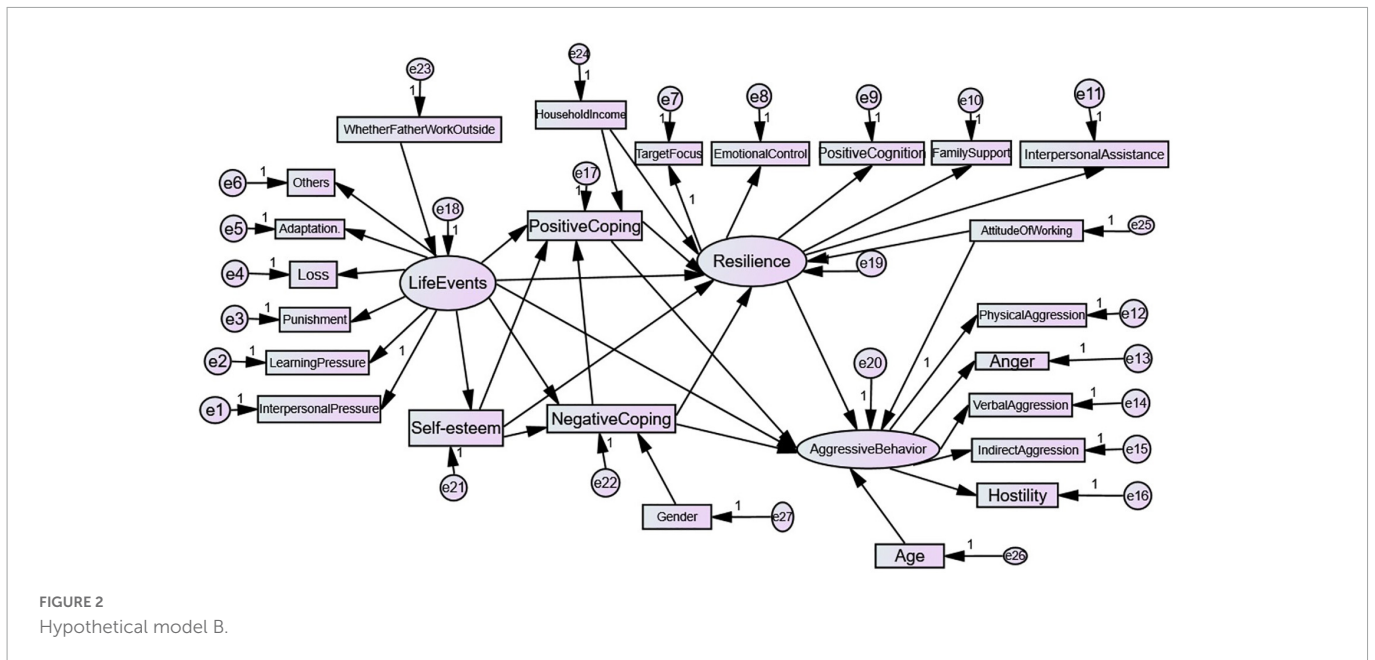 e24
1
e23
1
HouseholdIncome
WhetherFatherWorkOutside
e7
1
TargetFocus
e8
1
EmotionalControl
e9
1
PositiveCognition
e10
1
FamilySupport
e11
1
InterpersonalAssistance
e6
1
Others
e5
1
Adaptation.
e4
1
Loss
e3
1
Punishment
e2
1
LearningPressure
1
e1
1
InterpersonalPressure
e18
1
LifeEvents
e17
1
PositiveCoping
1
Resilience
e19
AttitudeOfWorking
1
e25
Self-esteem
1
e21
NegativeCoping
1
e22
Gender
1
e27
e20
1
AggressiveBehavior
1
PhysicalAggression
1
e12
Anger
1
e13
VerbalAggression
1
e14
IndirectAggression
1
e15
Hostility
1
e16
Age
1
e26
FIGURE 2
Hypothetical model B.